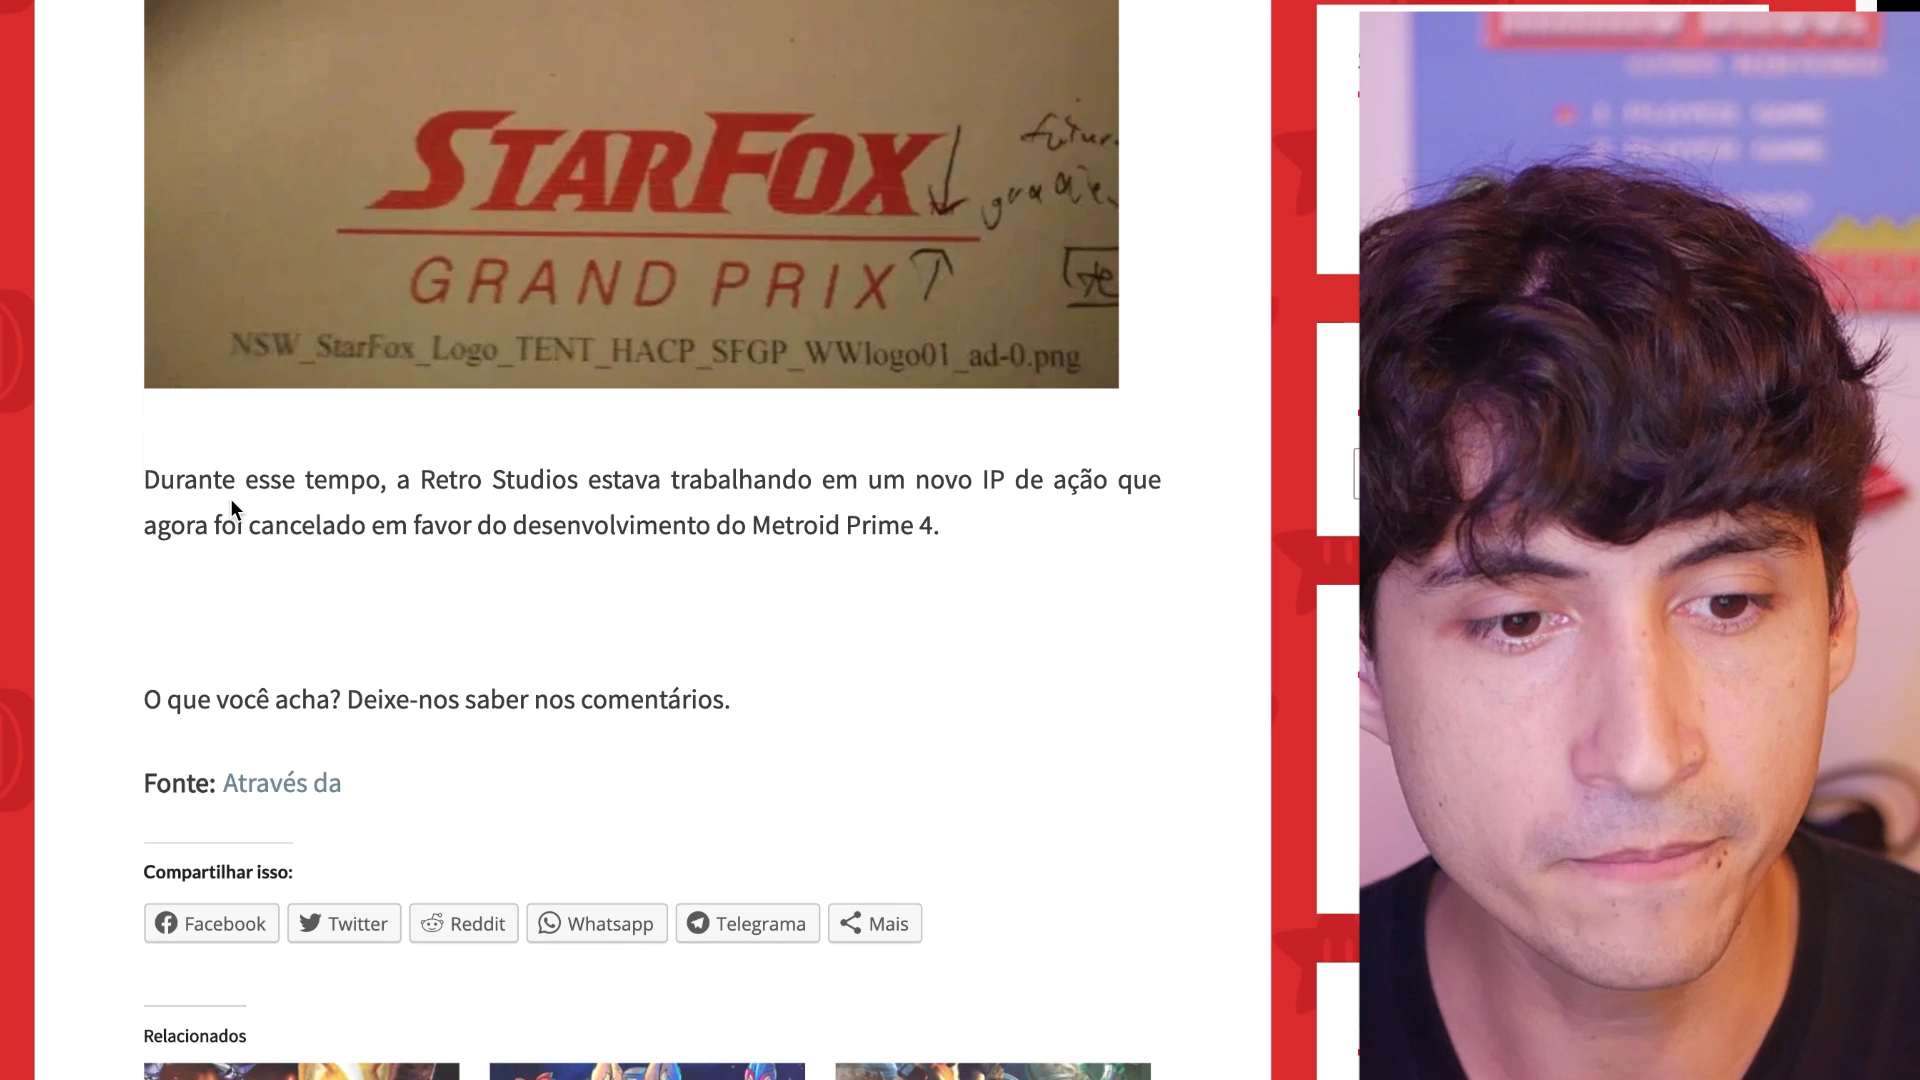 STARFOX
GRAND PRIX
NSW_StarFox_Logo_TENT_HACP_SFGP_WWlogo01_ad-0.png
Durante esse tempo, a Retro Studios estava trabalhando em um novo IP de ação que
agora foi cancelado em favor do desenvolvimento do Metroid Prime 4.
O que você acha? Deixe-nos saber nos comentários.
Fonte: Através da
Compartilhar isso:
Facebook Twitter Reddit Whatsapp Telegrama Mais
Relacionados